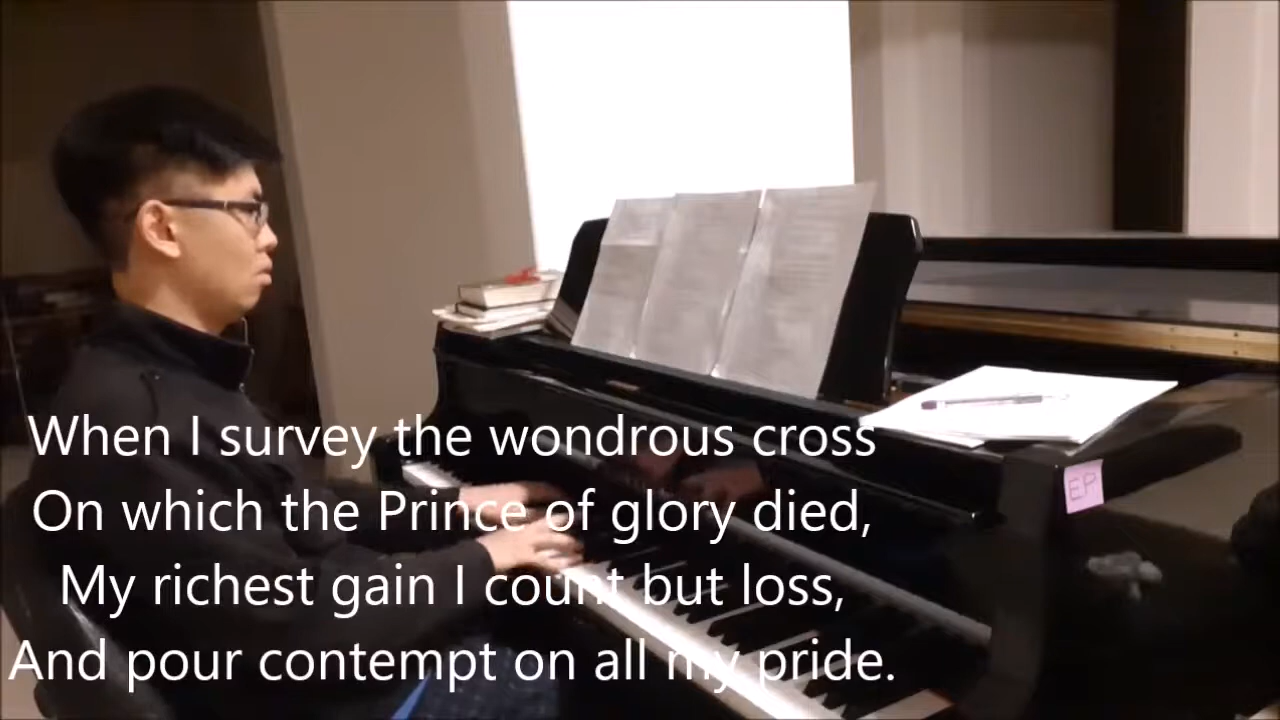 When I survey the wondrous cross
On which the Prince of glory died,
My richest gain I count but loss,
And pour contempt on all my pride.
EP